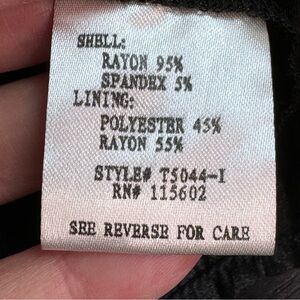 SHELL:
RAYON 95%
SPANDEX 5%
LINING:
POLYESTER 45%
RAYON 55%
STYLE# T5044-I
RN# 115602
SEE REVERSE FOR CARE